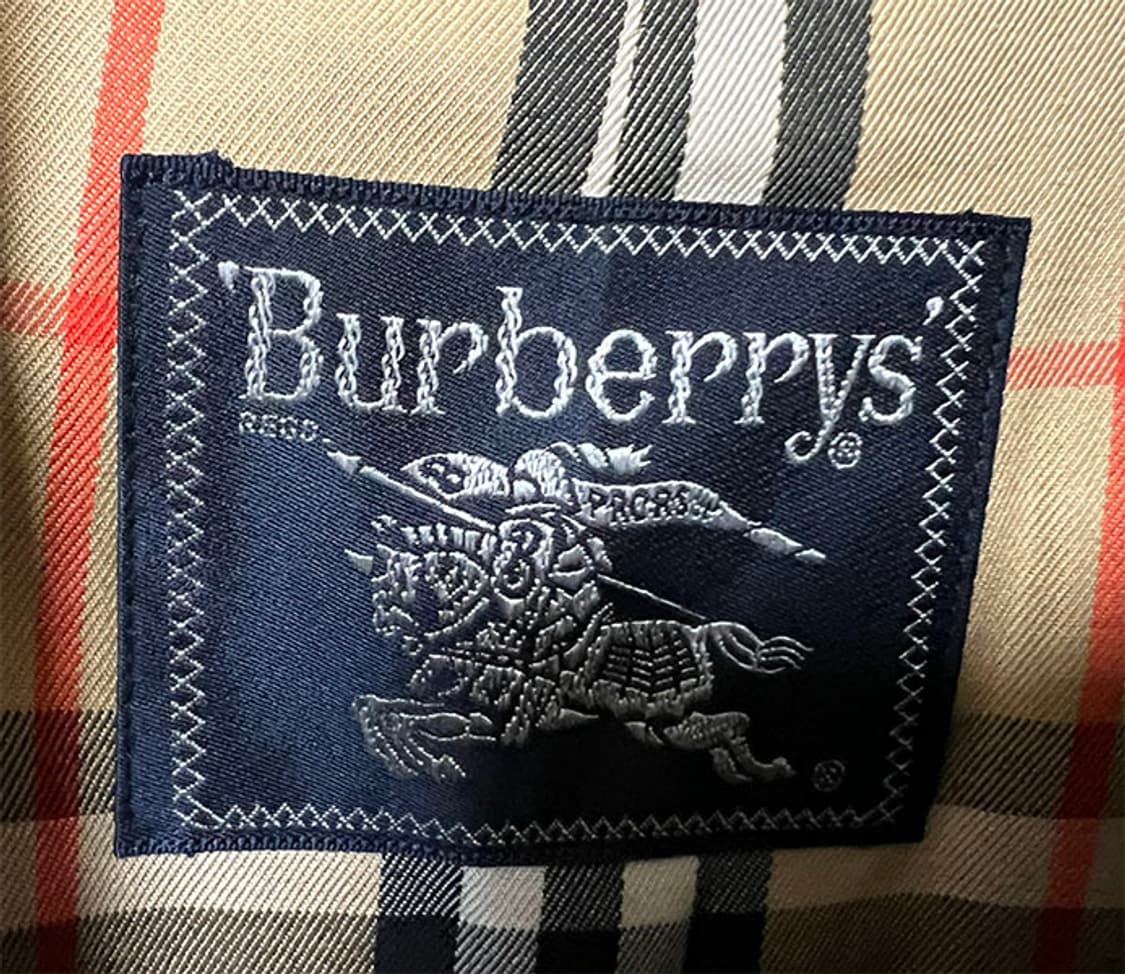 'Burberrys'
REGD.
®
PRORSUM
B
®